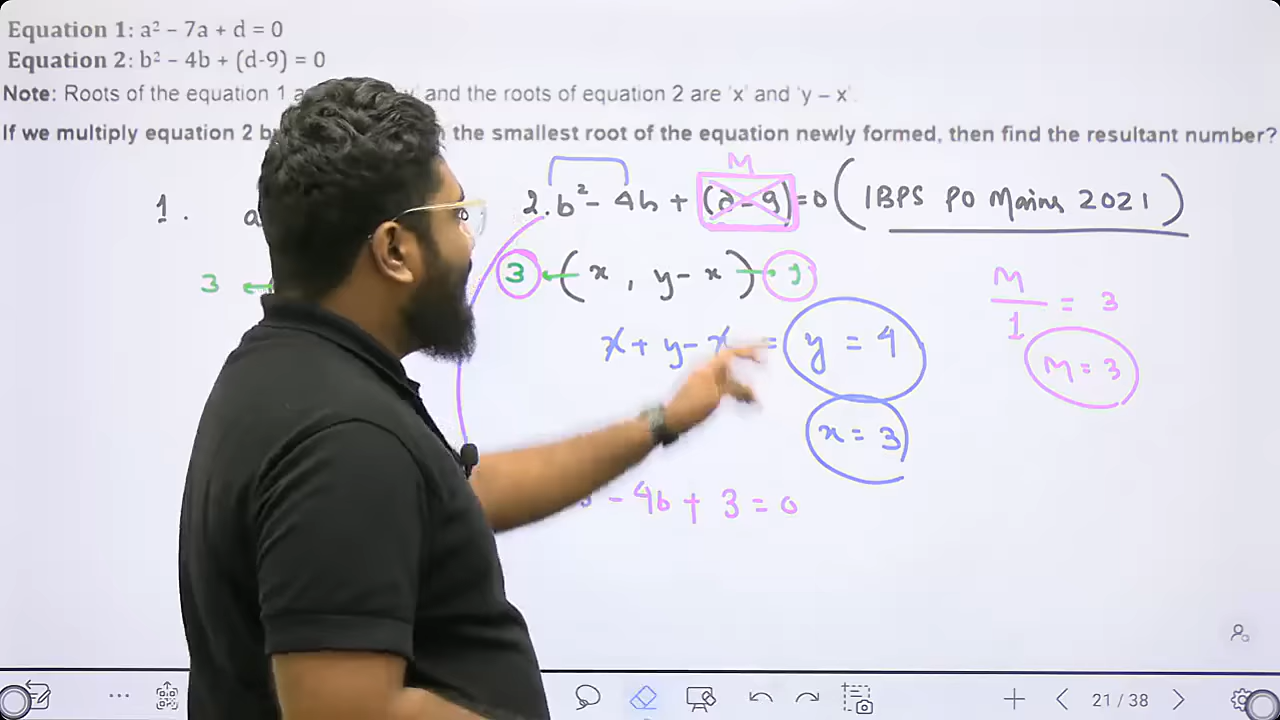 Equation 1: a² – 7a + d = 0
Equation 2: b² – 4b + (d-9) = 0
Note: Roots of the equation 1 and the roots of equation 2 are 'x' and 'y – x'.
If we multiply equation 2 the smallest root of the equation newly formed, then find the resultant number?
M
1. a 2. b² - 4b + (d-9) = 0 (IBPS PO Mains 2021)
3 3 (x, y-x) 1
x + y - x = y = 4
x = 3
M/1 = 3
M = 3
- 4b + 3 = 0
21 / 38